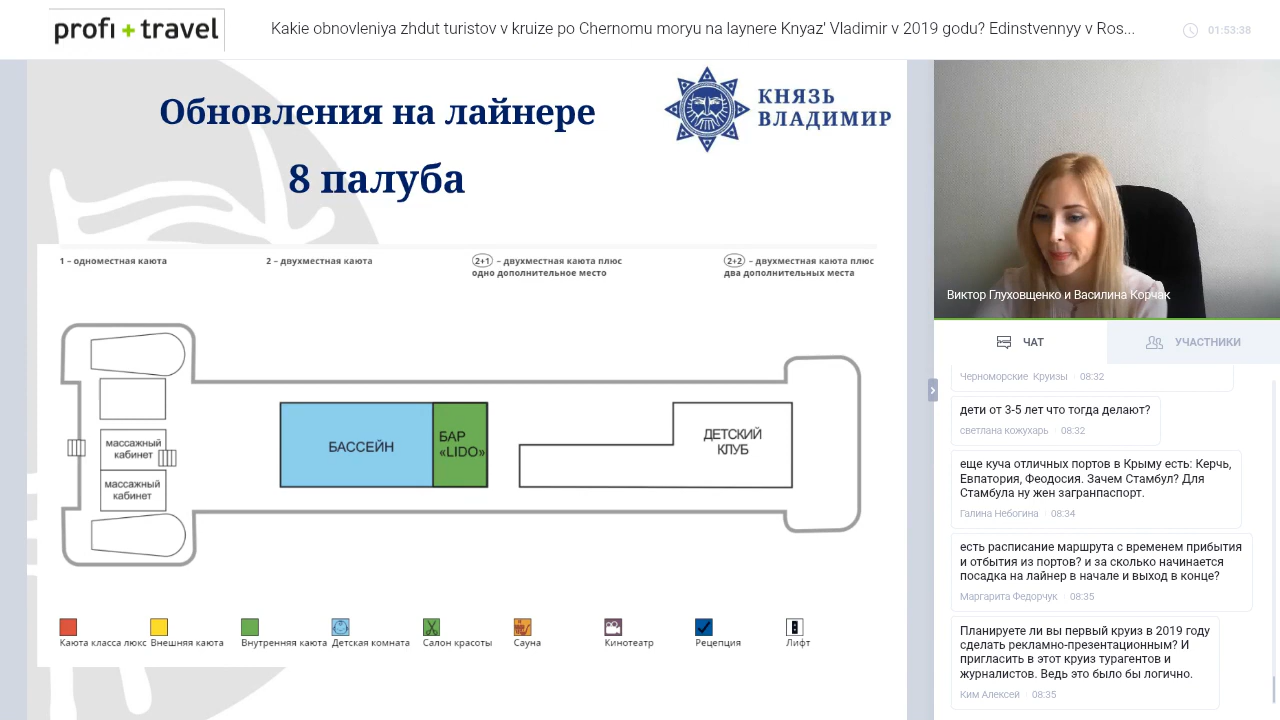 profi + travel
Kakie obnovleniya zhdut turistov v kruize po Chernomu moryu na laynere Knyaz' Vladimir v 2019 godu? Edinstvennyy v Ros...
01:53:38
Обновления на лайнере
8 палуба
КНЯЗЬ
ВЛАДИМИР
1 – одноместная каюта
2 – двухместная каюта
2+1 – двухместная каюта плюс
одно дополнительное место
2+2 – двухместная каюта плюс
два дополнительных места
массажный
кабинет
массажный
кабинет
БАССЕЙН
БАР
«LIDO»
ДЕТСКИЙ
КЛУБ
Каюта класса люкс
Внешняя каюта
Внутренняя каюта
Детская комната
Салон красоты
Сауна
Кинотеатр
Рецепция
Лифт
Виктор Глуховщенко и Василина Корчак
ЧАТ
УЧАСТНИКИ
Черноморские Круизы · 08:32
дети от 3-5 лет что тогда делают?
светлана кожухарь · 08:32
еще куча отличных портов в Крыму есть: Керчь,
Евпатория, Феодосия. Зачем Стамбул? Для
Стамбула ну жен загранпаспорт.
Галина Небогина · 08:34
есть расписание маршрута с временем прибытия
и отбытия из портов? и за сколько начинается
посадка на лайнер в начале и выход в конце?
Маргарита Федорчук · 08:35
Планируете ли вы первый круиз в 2019 году
сделать рекламно-презентационным? И
пригласить в этот круиз турагентов и
журналистов. Ведь это было бы логично.
Ким Алексей · 08:35